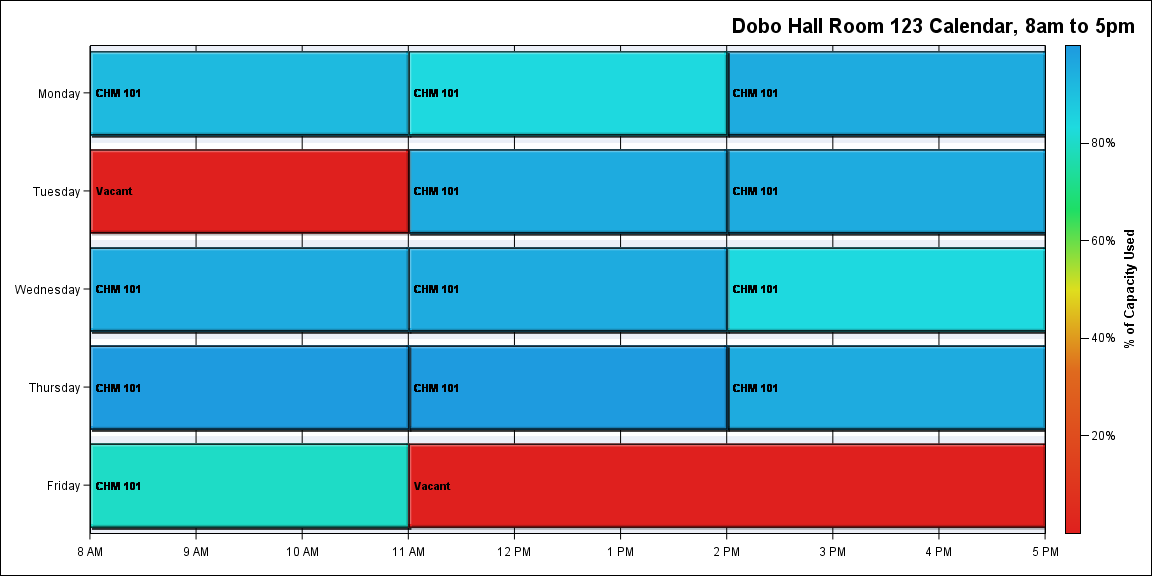 Dobo Hall Room 123 Calendar, 8am to 5pm
Monday
CHM 101
CHM 101
CHM 101
Tuesday
Vacant
CHM 101
CHM 101
Wednesday
CHM 101
CHM 101
CHM 101
Thursday
CHM 101
CHM 101
CHM 101
Friday
CHM 101
Vacant
8 AM 9 AM 10 AM 11 AM 12 PM 1 PM 2 PM 3 PM 4 PM 5 PM
80%
60%
40%
20%
% of Capacity Used